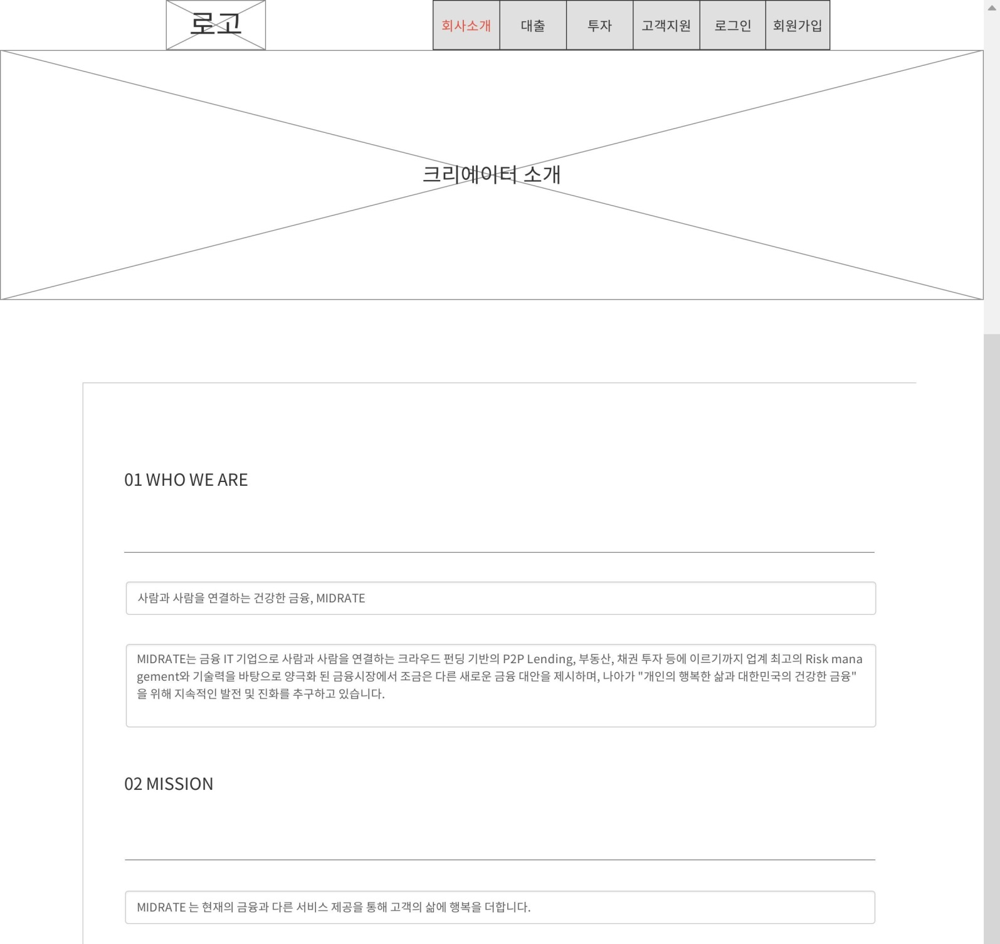 로고
회사소개 대출 투자 고객지원 로그인 회원가입
크리에이터 소개
01 WHO WE ARE
사람과 사람을 연결하는 건강한 금융, MIDRATE
MIDRATE는 금융 IT 기업으로 사람과 사람을 연결하는 크라우드 펀딩 기반의 P2P Lending, 부동산, 채권 투자 등에 이르기까지 업계 최고의 Risk mana
gement와 기술력을 바탕으로 양극화 된 금융시장에서 조금은 다른 새로운 금융 대안을 제시하며, 나아가 "개인의 행복한 삶과 대한민국의 건강한 금융"
을 위해 지속적인 발전 및 진화를 추구하고 있습니다.
02 MISSION
MIDRATE 는 현재의 금융과 다른 서비스 제공을 통해 고객의 삶에 행복을 더합니다.